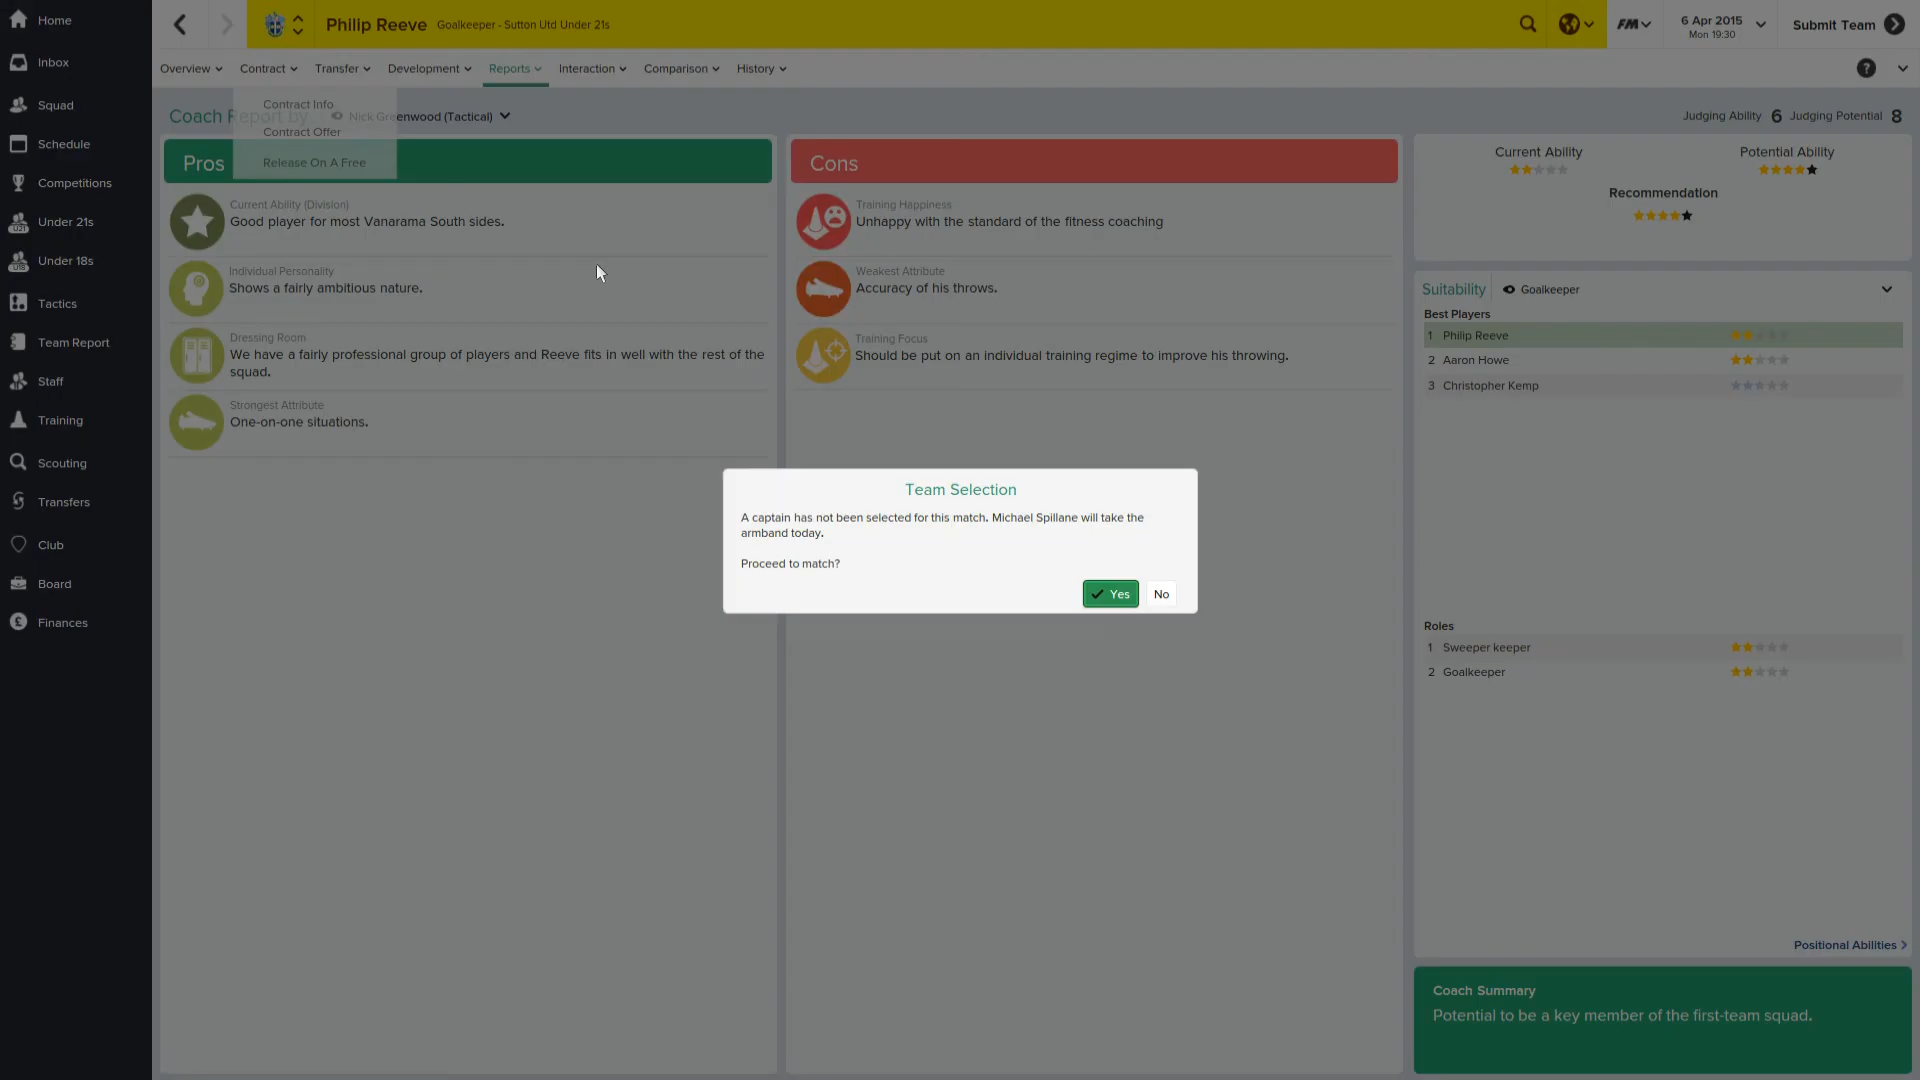 Home
Inbox
Squad
Schedule
Competitions
Under 21s
Under 18s
Tactics
Team Report
Staff
Training
Scouting
Transfers
Club
Board
Finances
Philip Reeve Goalkeeper - Sutton Utd Under 21s
FM
6 Apr 2015
Mon 19:30
Submit Team
Overview Contract Transfer Development Reports Interaction Comparison History
?
Contract Info
Contract Offer
Release On A Free
Coach Report by Nick Greenwood (Tactical)
Judging Ability 6 Judging Potential 8
Pros
Current Ability (Division)
Good player for most Vanarama South sides.
Individual Personality
Shows a fairly ambitious nature.
Dressing Room
We have a fairly professional group of players and Reeve fits in well with the rest of the
squad.
Strongest Attribute
One-on-one situations.
Cons
Training Happiness
Unhappy with the standard of the fitness coaching
Weakest Attribute
Accuracy of his throws.
Training Focus
Should be put on an individual training regime to improve his throwing.
Team Selection
A captain has not been selected for this match. Michael Spillane will take the
armband today.
Proceed to match?
Yes No
Current Ability
Potential Ability
Recommendation
Suitability Goalkeeper
Best Players
1 Philip Reeve
2 Aaron Howe
3 Christopher Kemp
Roles
1 Sweeper keeper
2 Goalkeeper
Positional Abilities
Coach Summary
Potential to be a key member of the first-team squad.